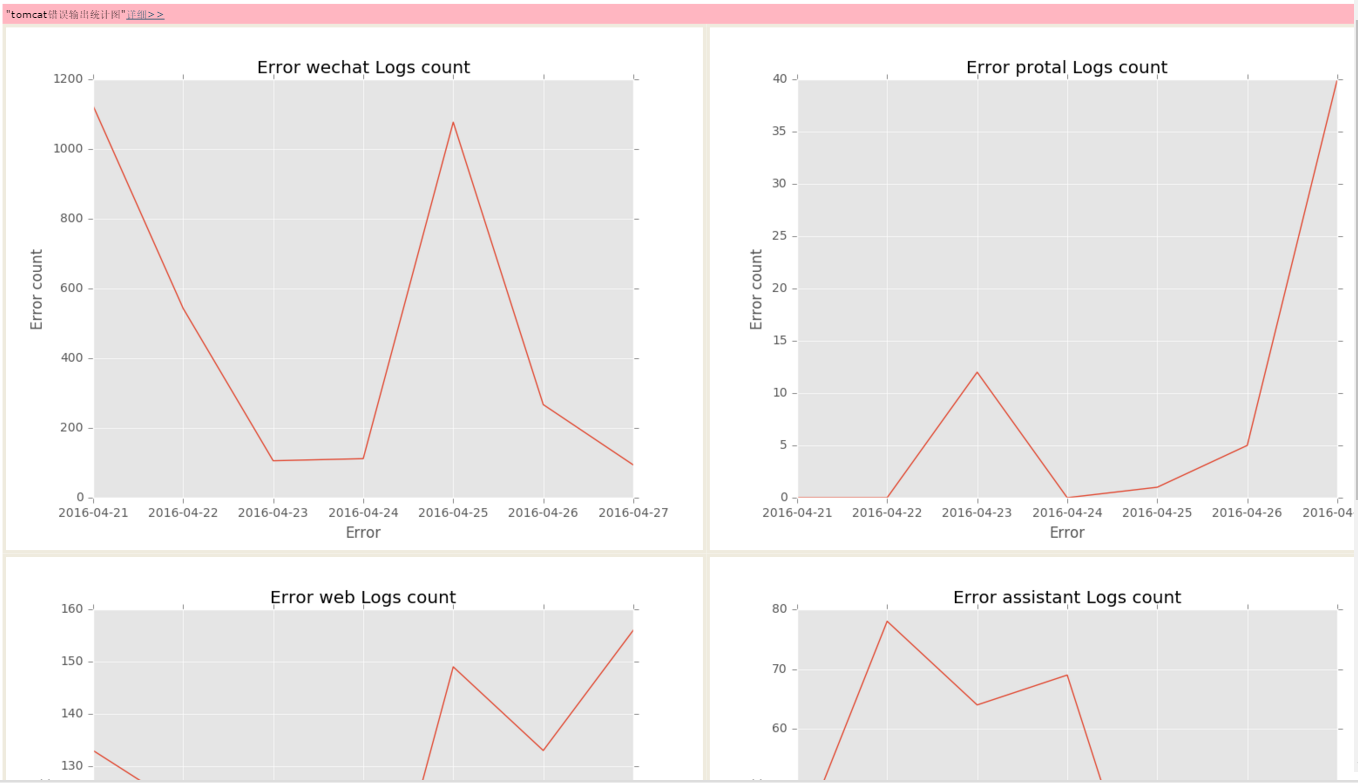 "tomcat错误输出统计图"详细>>
Error wechat Logs count
1200
1000
800
600
400
200
0
Error count
2016-04-21 2016-04-22 2016-04-23 2016-04-24 2016-04-25 2016-04-26 2016-04-27
Error
Error protal Logs count
40
35
30
25
20
15
10
5
0
Error count
2016-04-21 2016-04-22 2016-04-23 2016-04-24 2016-04-25 2016-04-26 2016-04
Error
Error web Logs count
160
150
140
130
Error assistant Logs count
80
70
60